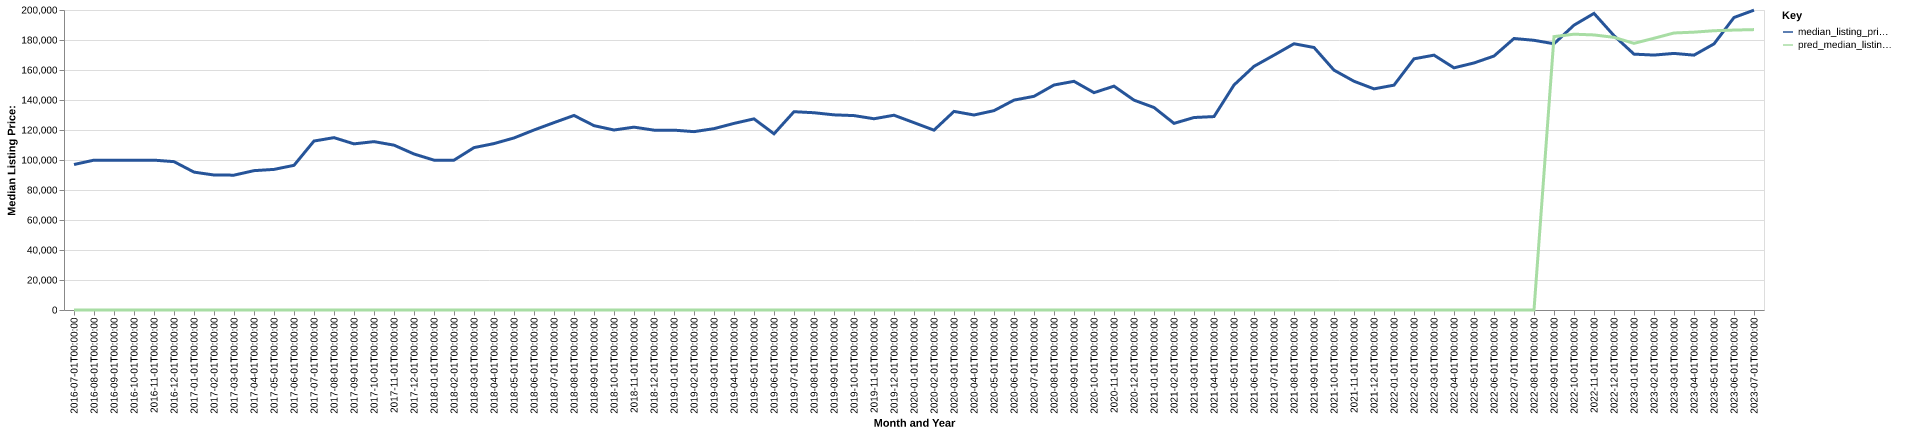 200,000
180,000
160,000
140,000
120,000
100,000
80,000
60,000
40,000
20,000
0
Median Listing Price:
2016-07-01T00:00:00
2016-08-01T00:00:00
2016-09-01T00:00:00
2016-10-01T00:00:00
2016-11-01T00:00:00
2016-12-01T00:00:00
2017-01-01T00:00:00
2017-02-01T00:00:00
2017-03-01T00:00:00
2017-04-01T00:00:00
2017-05-01T00:00:00
2017-06-01T00:00:00
2017-07-01T00:00:00
2017-08-01T00:00:00
2017-09-01T00:00:00
2017-10-01T00:00:00
2017-11-01T00:00:00
2017-12-01T00:00:00
2018-01-01T00:00:00
2018-02-01T00:00:00
2018-03-01T00:00:00
2018-04-01T00:00:00
2018-05-01T00:00:00
2018-06-01T00:00:00
2018-07-01T00:00:00
2018-08-01T00:00:00
2018-09-01T00:00:00
2018-10-01T00:00:00
2018-11-01T00:00:00
2018-12-01T00:00:00
2019-01-01T00:00:00
2019-02-01T00:00:00
2019-03-01T00:00:00
2019-04-01T00:00:00
2019-05-01T00:00:00
2019-06-01T00:00:00
2019-07-01T00:00:00
2019-08-01T00:00:00
2019-09-01T00:00:00
2019-10-01T00:00:00
2019-11-01T00:00:00
2019-12-01T00:00:00
2020-01-01T00:00:00
2020-02-01T00:00:00
2020-03-01T00:00:00
2020-04-01T00:00:00
2020-05-01T00:00:00
2020-06-01T00:00:00
2020-07-01T00:00:00
2020-08-01T00:00:00
2020-09-01T00:00:00
2020-10-01T00:00:00
2020-11-01T00:00:00
2020-12-01T00:00:00
2021-01-01T00:00:00
2021-02-01T00:00:00
2021-03-01T00:00:00
2021-04-01T00:00:00
2021-05-01T00:00:00
2021-06-01T00:00:00
2021-07-01T00:00:00
2021-08-01T00:00:00
2021-09-01T00:00:00
2021-10-01T00:00:00
2021-11-01T00:00:00
2021-12-01T00:00:00
2022-01-01T00:00:00
2022-02-01T00:00:00
2022-03-01T00:00:00
2022-04-01T00:00:00
2022-05-01T00:00:00
2022-06-01T00:00:00
2022-07-01T00:00:00
2022-08-01T00:00:00
2022-09-01T00:00:00
2022-10-01T00:00:00
2022-11-01T00:00:00
2022-12-01T00:00:00
2023-01-01T00:00:00
2023-02-01T00:00:00
2023-03-01T00:00:00
2023-04-01T00:00:00
2023-05-01T00:00:00
2023-06-01T00:00:00
2023-07-01T00:00:00
Month and Year
Key
median_listing_pri…
pred_median_listin…